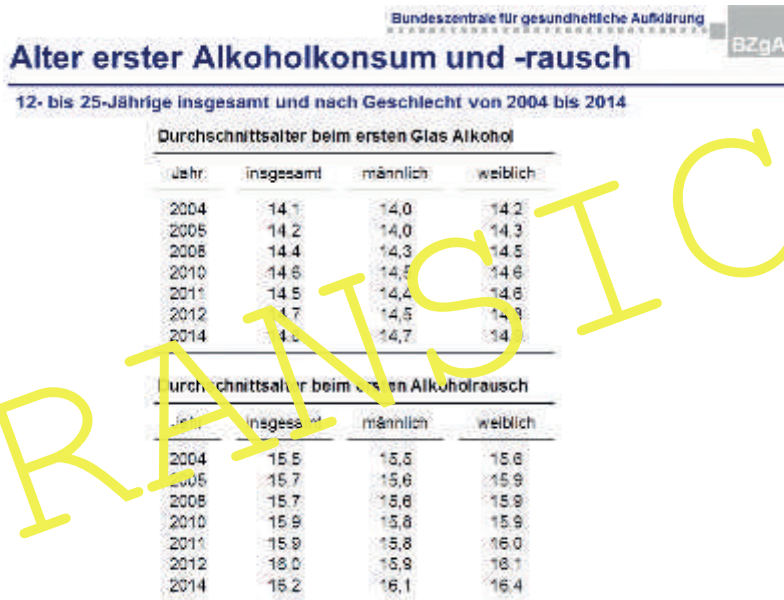 Bundeszentrale für gesundheitliche Aufklärung
BZgA
Alter erster Alkoholkonsum und -rausch
12- bis 25-Jährige insgesamt und nach Geschlecht von 2004 bis 2014
Durchschnittsalter beim ersten Glas Alkohol
Jahr insgesamt männlich weiblich
2004 14,1 14,0 14,2
2005 14,2 14,0 14,3
2008 14,4 14,3 14,5
2010 14,6 14,5 14,6
2011 14,5 14,4 14,6
2012 14,7 14,5
2014 14,7
Durchschnittsalter beim ersten Alkoholrausch
Jahr insgesamt männlich weiblich
2004 15,5 15,5 15,6
2005 15,7 15,6 15,9
2008 15,7 15,6 15,9
2010 15,9 15,8 15,9
2011 15,9 15,8 16,0
2012 16,0 15,9 16,1
2014 16,2 16,1 16,4
RANSIC